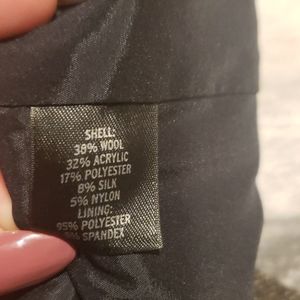 SHELL:
38% WOOL
32% ACRYLIC
17% POLYESTER
8% SILK
5% NYLON
LINING:
95% POLYESTER
% SPANDEX